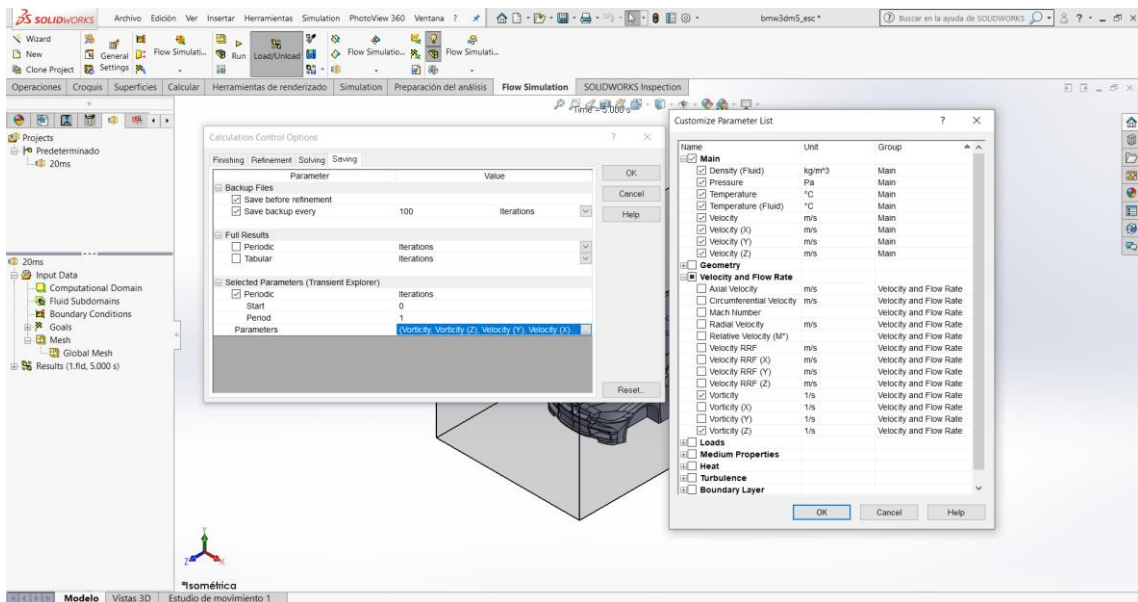 SOLIDWORKS Archivo Edición Ver Insertar Herramientas Simulation PhotoView 360 Ventana ? bmw3dm5_esc * Buscar en la ayuda de SOLIDWORKS
Wizard
New General Flow Simulati... Run Load/Unload Flow Simulatio... Flow Simulati...
Clone Project Settings
Operaciones Croquis Superficies Calcular Herramientas de renderizado Simulation Preparación del análisis Flow Simulation SOLIDWORKS Inspection
Time = 5.000 s
Projects
Predeterminado
20ms
20ms
Input Data
Computational Domain
Fluid Subdomains
Boundary Conditions
Goals
Mesh
Global Mesh
Results (1.fld, 5.000 s)
Calculation Control Options ? ×
Finishing Refinement Solving Saving
Parameter Value
Backup Files
Save before refinement
Save backup every 100 Iterations
Full Results
Periodic Iterations
Tabular Iterations
Selected Parameters (Transient Explorer)
Periodic Iterations
Start 0
Period 1
Parameters (Vorticity, Vorticity (Z), Velocity (Y), Velocity (X) ...
OK
Cancel
Help
Reset...
Customize Parameter List ? ×
Name Unit Group
Main
Density (Fluid) kg/m^3 Main
Pressure Pa Main
Temperature °C Main
Temperature (Fluid) °C Main
Velocity m/s Main
Velocity (X) m/s Main
Velocity (Y) m/s Main
Velocity (Z) m/s Main
Geometry
Velocity and Flow Rate
Axial Velocity m/s Velocity and Flow Rate
Circumferential Velocity m/s Velocity and Flow Rate
Mach Number Velocity and Flow Rate
Radial Velocity m/s Velocity and Flow Rate
Relative Velocity (M*) Velocity and Flow Rate
Velocity RRF m/s Velocity and Flow Rate
Velocity RRF (X) m/s Velocity and Flow Rate
Velocity RRF (Y) m/s Velocity and Flow Rate
Velocity RRF (Z) m/s Velocity and Flow Rate
Vorticity 1/s Velocity and Flow Rate
Vorticity (X) 1/s Velocity and Flow Rate
Vorticity (Y) 1/s Velocity and Flow Rate
Vorticity (Z) 1/s Velocity and Flow Rate
Loads
Medium Properties
Heat
Turbulence
Boundary Layer
OK Cancel Help
Y
Z
*Isométrica
Modelo Vistas 3D Estudio de movimiento 1